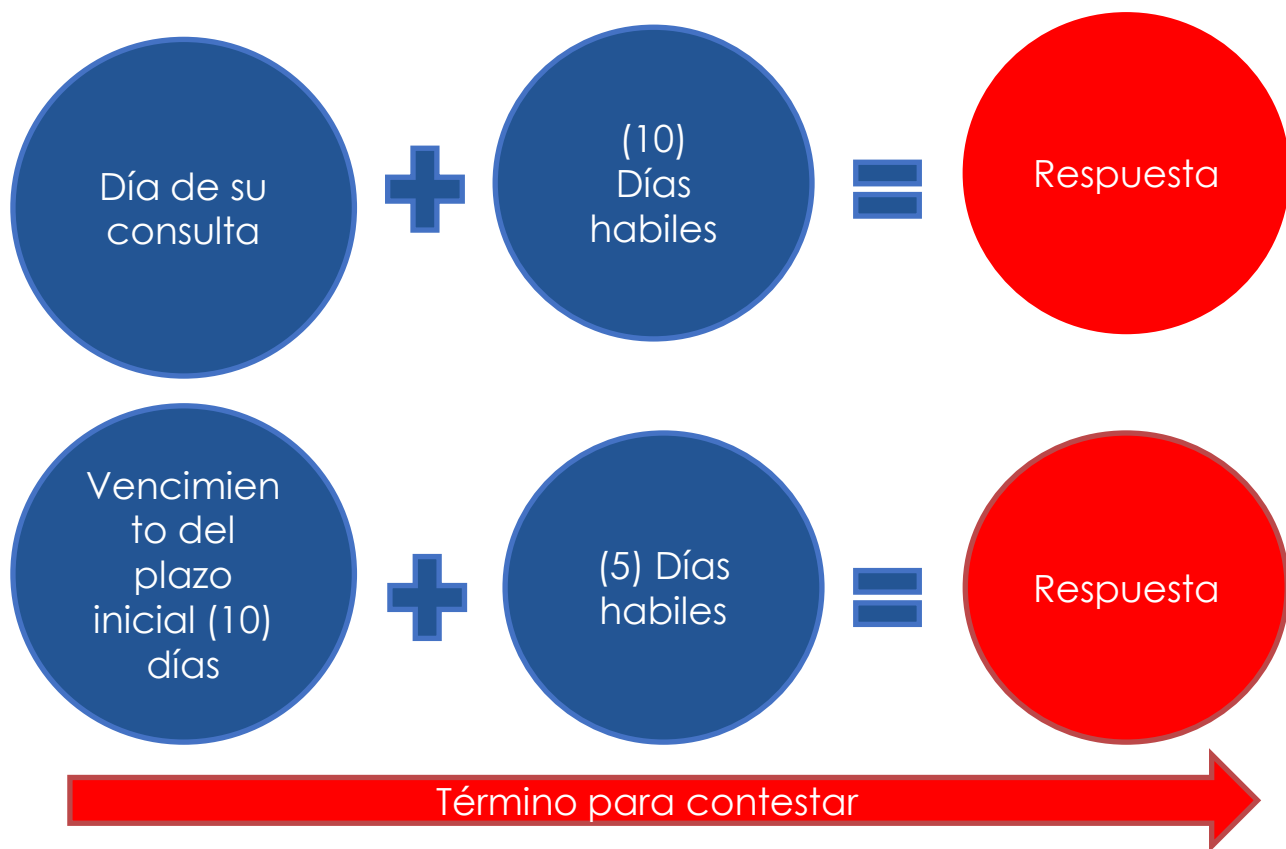 Día de su
consulta
(10)
Días
habiles
Respuesta
Vencimien
to del
plazo
inicial (10)
días
(5) Días
habiles
Respuesta
Término para contestar